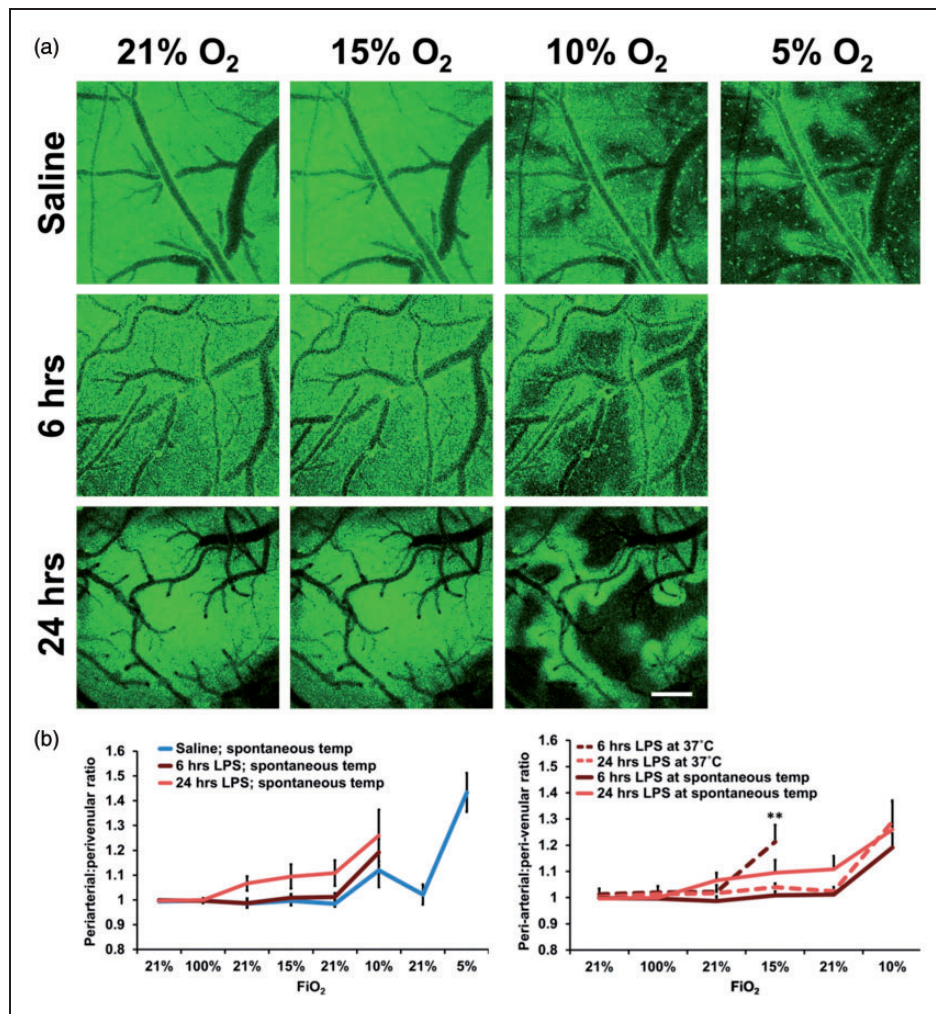 (a)
21% O₂ 15% O₂ 10% O₂ 5% O₂
Saline
6 hrs
24 hrs
(b)
Saline; spontaneous temp
6 hrs LPS; spontaneous temp
24 hrs LPS; spontaneous temp
Periarterial:perivenular ratio
1.6
1.5
1.4
1.3
1.2
1.1
1
0.9
0.8
21% 100% 21% 15% 21% 10% 21% 5%
FiO₂
6 hrs LPS at 37˚C
24 hrs LPS at 37˚C
6 hrs LPS at spontaneous temp
24 hrs LPS at spontaneous temp
Peri-arterial:peri-venular ratio
1.6
1.5
1.4
1.3
1.2
1.1
1
0.9
0.8
**
21% 100% 21% 15% 21% 10%
FiO₂